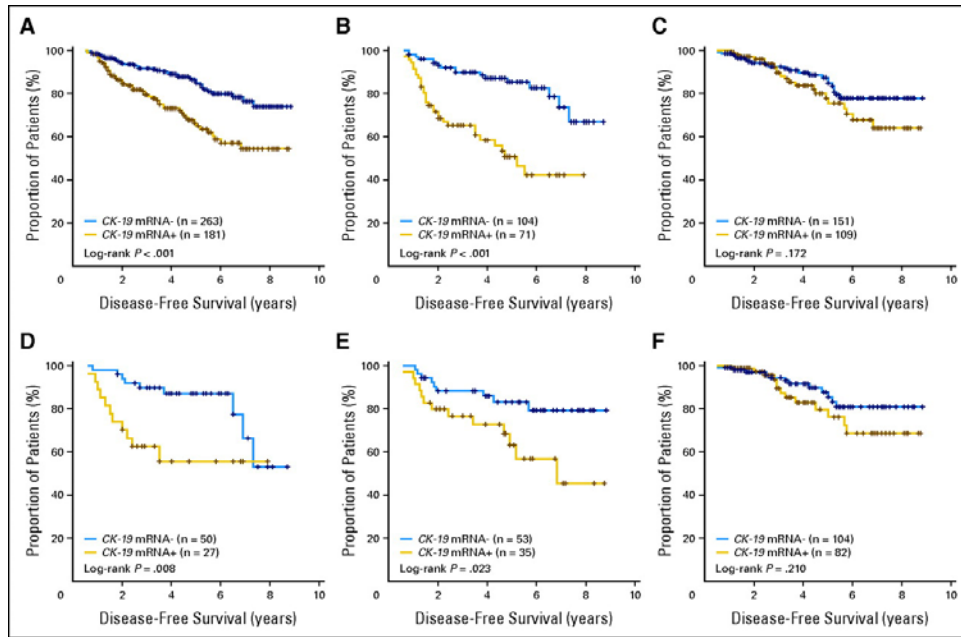 A
Proportion of Patients (%)
100
80
60
40
20
0
CK-19 mRNA- (n = 263)
CK-19 mRNA+ (n = 181)
Log-rank P < .001
2 4 6 8 10
Disease-Free Survival (years)
B
Proportion of Patients (%)
100
80
60
40
20
0
CK-19 mRNA- (n = 104)
CK-19 mRNA+ (n = 71)
Log-rank P < .001
2 4 6 8 10
Disease-Free Survival (years)
C
Proportion of Patients (%)
100
80
60
40
20
0
CK-19 mRNA- (n = 151)
CK-19 mRNA+ (n = 109)
Log-rank P = .172
2 4 6 8 10
Disease-Free Survival (years)
D
Proportion of Patients (%)
100
80
60
40
20
0
CK-19 mRNA- (n = 50)
CK-19 mRNA+ (n = 27)
Log-rank P = .008
2 4 6 8 10
Disease-Free Survival (years)
E
Proportion of Patients (%)
100
80
60
40
20
0
CK-19 mRNA- (n = 53)
CK-19 mRNA+ (n = 35)
Log-rank P = .023
2 4 6 8 10
Disease-Free Survival (years)
F
Proportion of Patients (%)
100
80
60
40
20
0
CK-19 mRNA- (n = 104)
CK-19 mRNA+ (n = 82)
Log-rank P = .210
2 4 6 8 10
Disease-Free Survival (years)